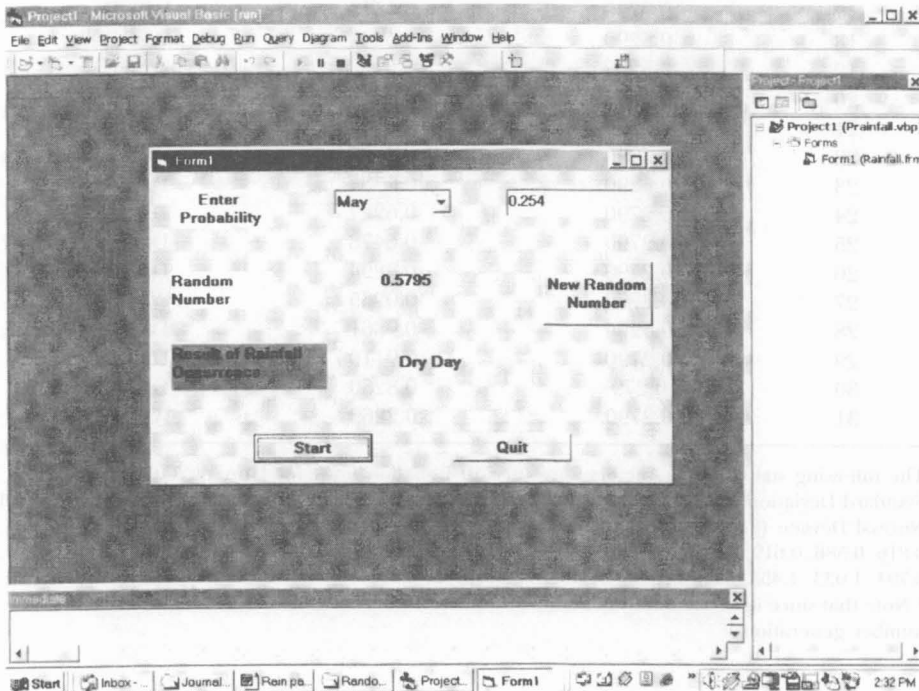 Project1 - Microsoft Visual Basic [run]
File Edit View Project Format Debug Run Query Diagram Tools Add-Ins Window Help
Project - Project1
Project1 (Prainfall.vbp
Forms
Form1 (Rainfall.frm
Form1
Enter
Probability
May
0.254
Random
Number
0.5795
New Random
Number
Result of Rainfall
Occurrence
Dry Day
Start
Quit
Immediate
Start
Inbox - ...
Journal...
Rain pa...
Rando...
Project...
Form1
2:32 PM